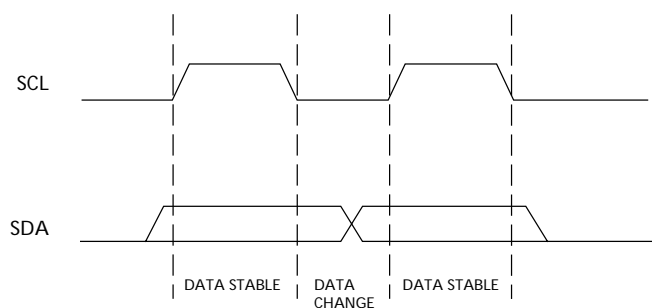 SCL
SDA
DATA STABLE
DATA
CHANGE
DATA STABLE